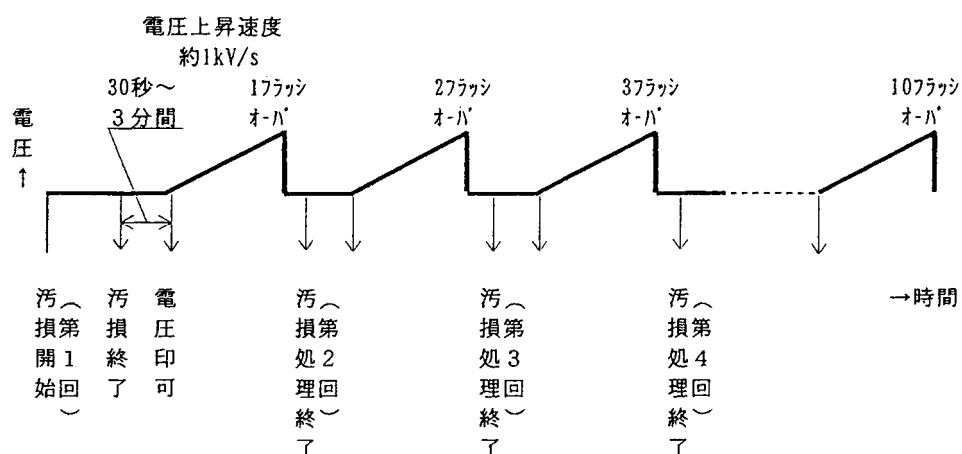 電圧上昇速度
約1kV/s
30秒～
3分間
1フラッシ
オーバ
2フラッシ
オーバ
3フラッシ
オーバ
10フラッシ
オーバ
電圧→
汚損開始（第1回）
汚損終了
電圧印可
汚損処理終了（第2回）
汚損処理終了（第3回）
汚損処理終了（第4回）
→時間